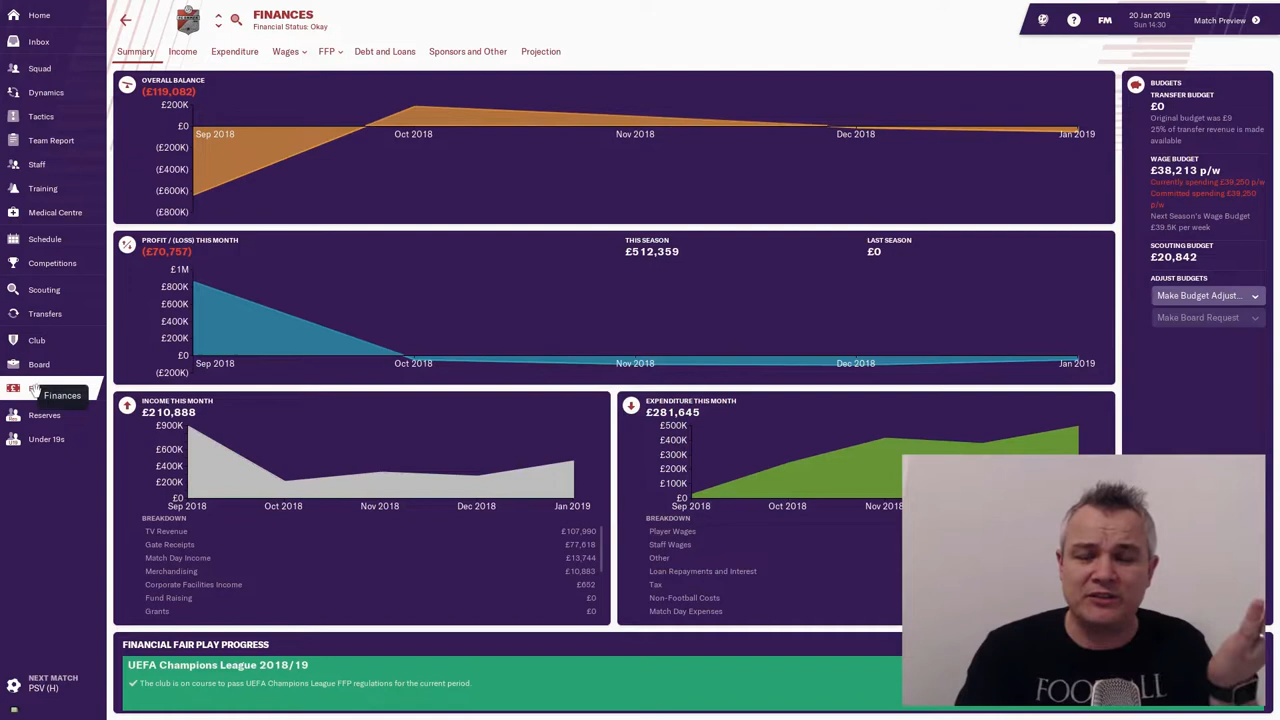 Home
Inbox
Squad
Dynamics
Tactics
Team Report
Staff
Training
Medical Centre
Schedule
Competitions
Scouting
Transfers
Club
Board
Finances
Reserves
Under 19s
NEXT MATCH
PSV (H)
FINANCES
Financial Status: Okay
FM
20 Jan 2019
Sun 14:30
Match Preview
Summary
Income
Expenditure
Wages
FFP
Debt and Loans
Sponsors and Other
Projection
OVERALL BALANCE
(£119,082)
£200K
£0
(£200K)
(£400K)
(£600K)
(£800K)
Sep 2018
Oct 2018
Nov 2018
Dec 2018
Jan 2019
PROFIT / (LOSS) THIS MONTH
(£70,757)
THIS SEASON
£512,359
LAST SEASON
£0
£1M
£800K
£600K
£400K
£200K
£0
(£200K)
Sep 2018
Oct 2018
Nov 2018
Dec 2018
Jan 2019
INCOME THIS MONTH
£210,888
£900K
£600K
£400K
£200K
£0
Sep 2018
Oct 2018
Nov 2018
Dec 2018
Jan 2019
BREAKDOWN
TV Revenue £107,990
Gate Receipts £77,618
Match Day Income £13,744
Merchandising £10,883
Corporate Facilities Income £652
Fund Raising £0
Grants £0
EXPENDITURE THIS MONTH
£281,645
£500K
£400K
£300K
£200K
£100K
£0
Sep 2018
Oct 2018
Nov 2018
BREAKDOWN
Player Wages
Staff Wages
Other
Loan Repayments and Interest
Tax
Non-Football Costs
Match Day Expenses
FINANCIAL FAIR PLAY PROGRESS
UEFA Champions League 2018/19
The club is on course to pass UEFA Champions League FFP regulations for the current period.
BUDGETS
TRANSFER BUDGET
£0
Original budget was £9
25% of transfer revenue is made
available
WAGE BUDGET
£38,213 p/w
Currently spending £39,250 p/w
Committed spending £39,250
p/w
Next Season's Wage Budget
£39.5K per week
SCOUTING BUDGET
£20,842
ADJUST BUDGETS
Make Budget Adjust...
Make Board Request
FOOTBALL